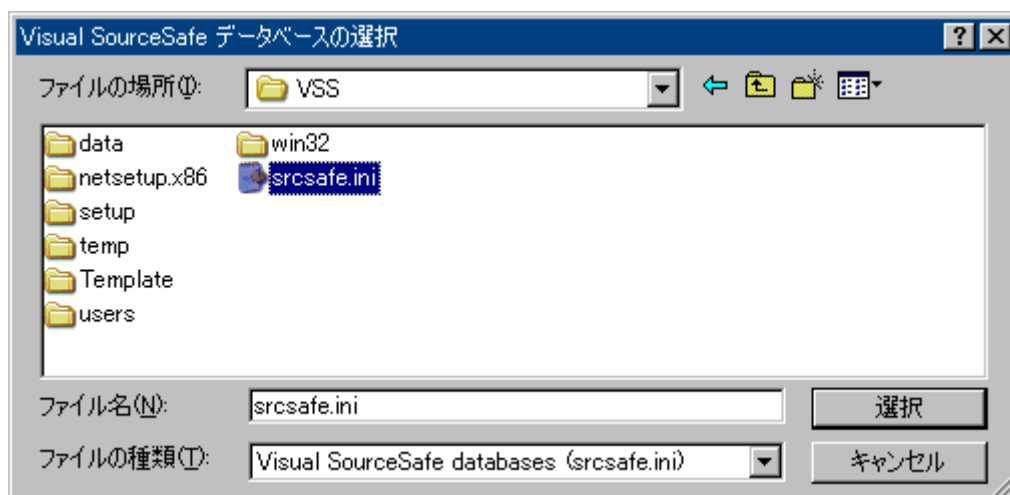 Visual SourceSafe データベースの選択
ファイルの場所(I):
VSS
data
netsetup.x86
setup
temp
Template
users
win32
srcsafe.ini
ファイル名(N):
srcsafe.ini
選択
ファイルの種類(T):
Visual SourceSafe databases (srcsafe.ini)
キャンセル